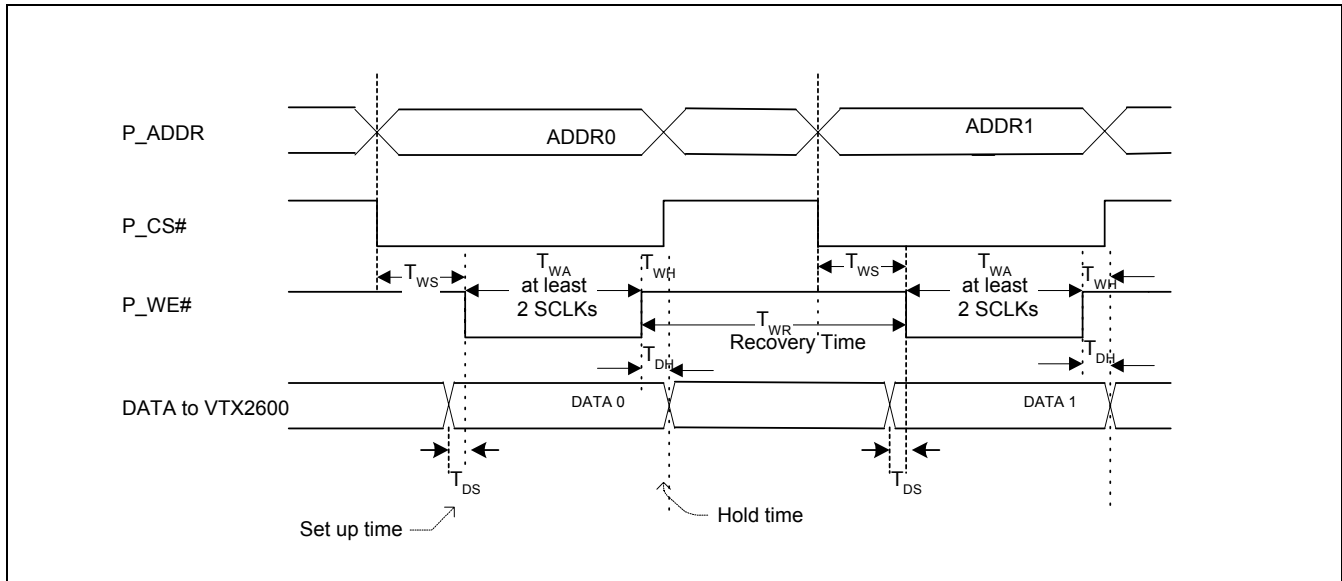 P_ADDR
ADDR0
ADDR1
P_CS#
T_WS
T_WA
at least
2 SCLKs
T_WH
T_WS
T_WA
at least
2 SCLKs
T_WH
P_WE#
T_WR
Recovery Time
T_DH
T_DH
DATA to VTX2600
DATA 0
DATA 1
T_DS
T_DS
Set up time
Hold time